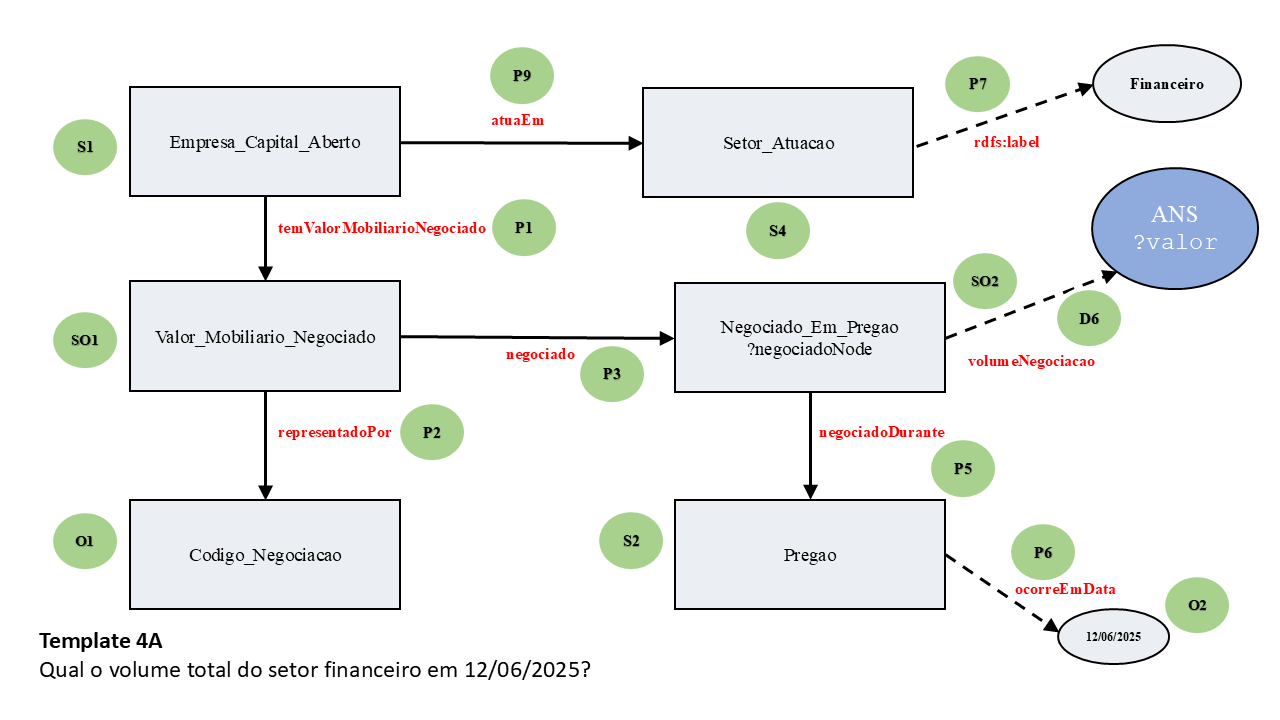 P9
P7
Financeiro
atuaEm
S1
Empresa_Capital_Aberto
Setor_Atuacao
rdfs:label
ANS
?valor
temValorMobiliarioNegociado
P1
S4
SO2
D6
SO1
Valor_Mobiliario_Negociado
Negociado_Em_Pregao
?negociadoNode
negociado
volumeNegociacao
P3
representadoPor
P2
negociadoDurante
P5
O1
Codigo_Negociacao
S2
Pregao
P6
ocorreEmData
O2
12/06/2025
Template 4A
Qual o volume total do setor financeiro em 12/06/2025?